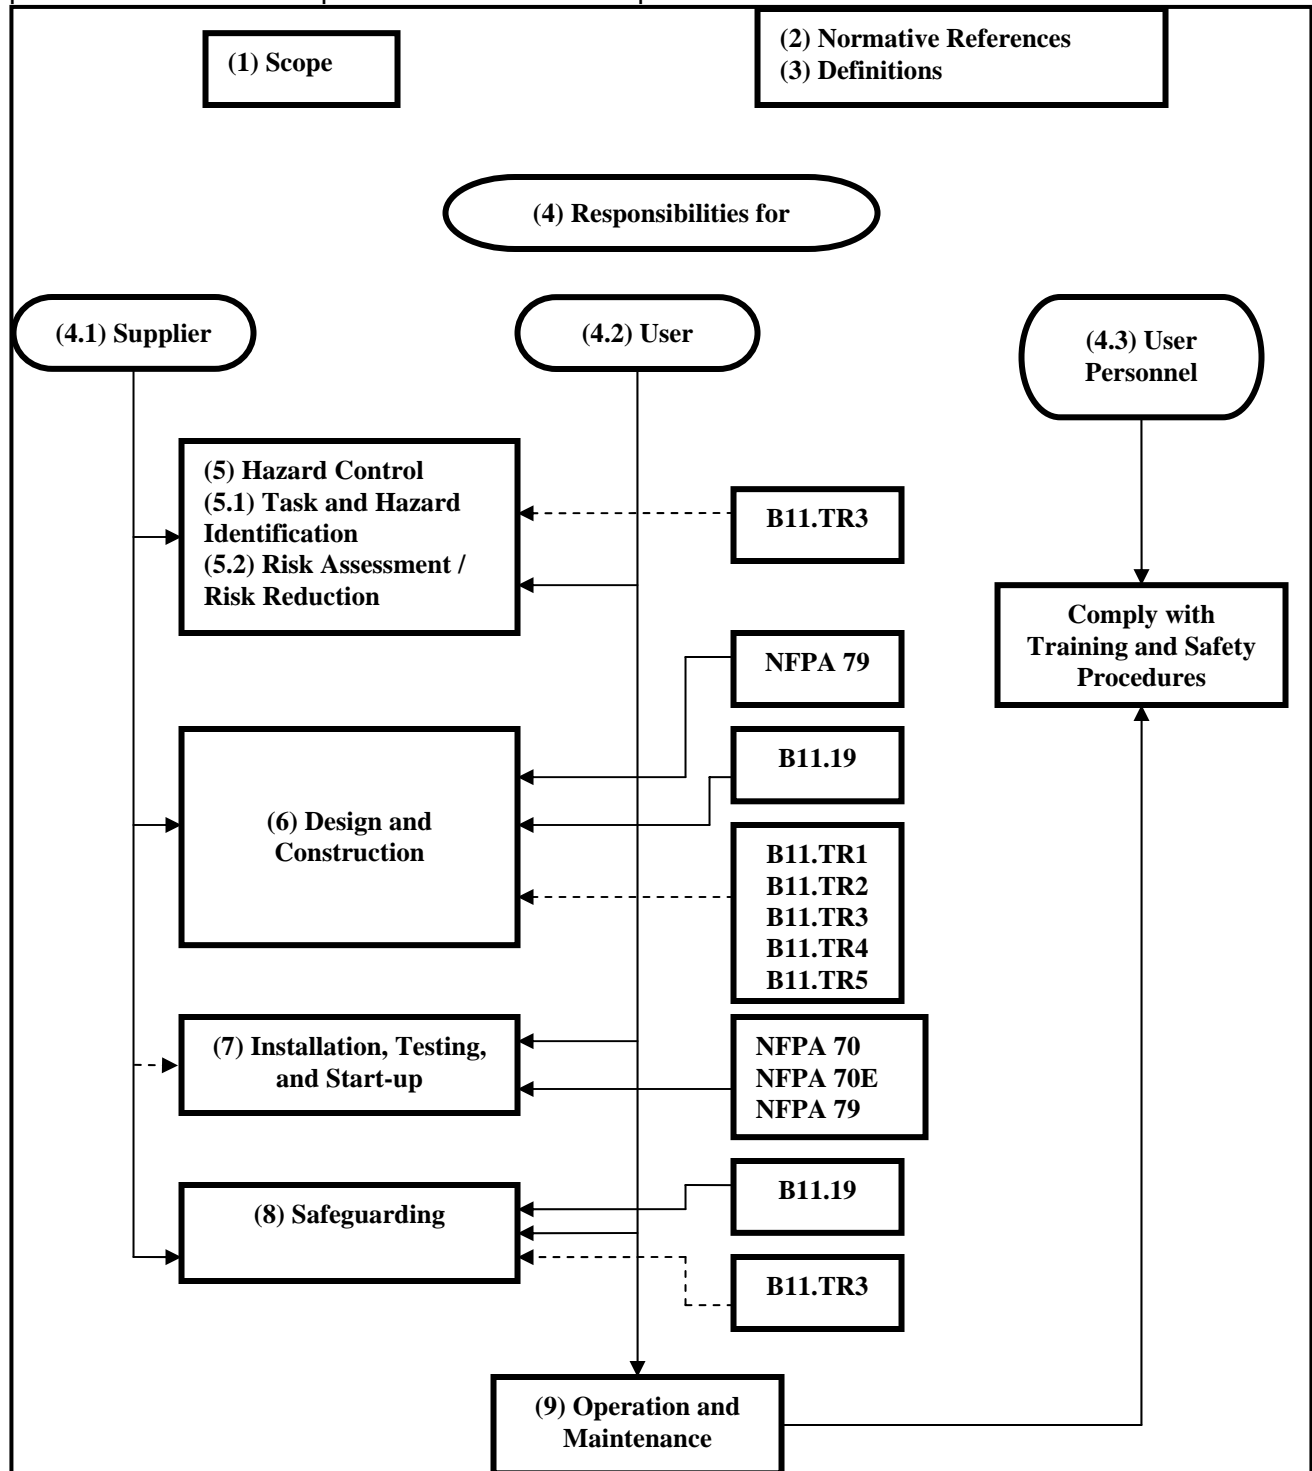 (1) Scope
(2) Normative References
(3) Definitions
(4) Responsibilities for
(4.1) Supplier
(4.2) User
(4.3) User
Personnel
(5) Hazard Control
(5.1) Task and Hazard
Identification
(5.2) Risk Assessment /
Risk Reduction
B11.TR3
Comply with
Training and Safety
Procedures
NFPA 79
B11.19
(6) Design and
Construction
B11.TR1
B11.TR2
B11.TR3
B11.TR4
B11.TR5
(7) Installation, Testing,
and Start-up
NFPA 70
NFPA 70E
NFPA 79
(8) Safeguarding
B11.19
B11.TR3
(9) Operation and
Maintenance